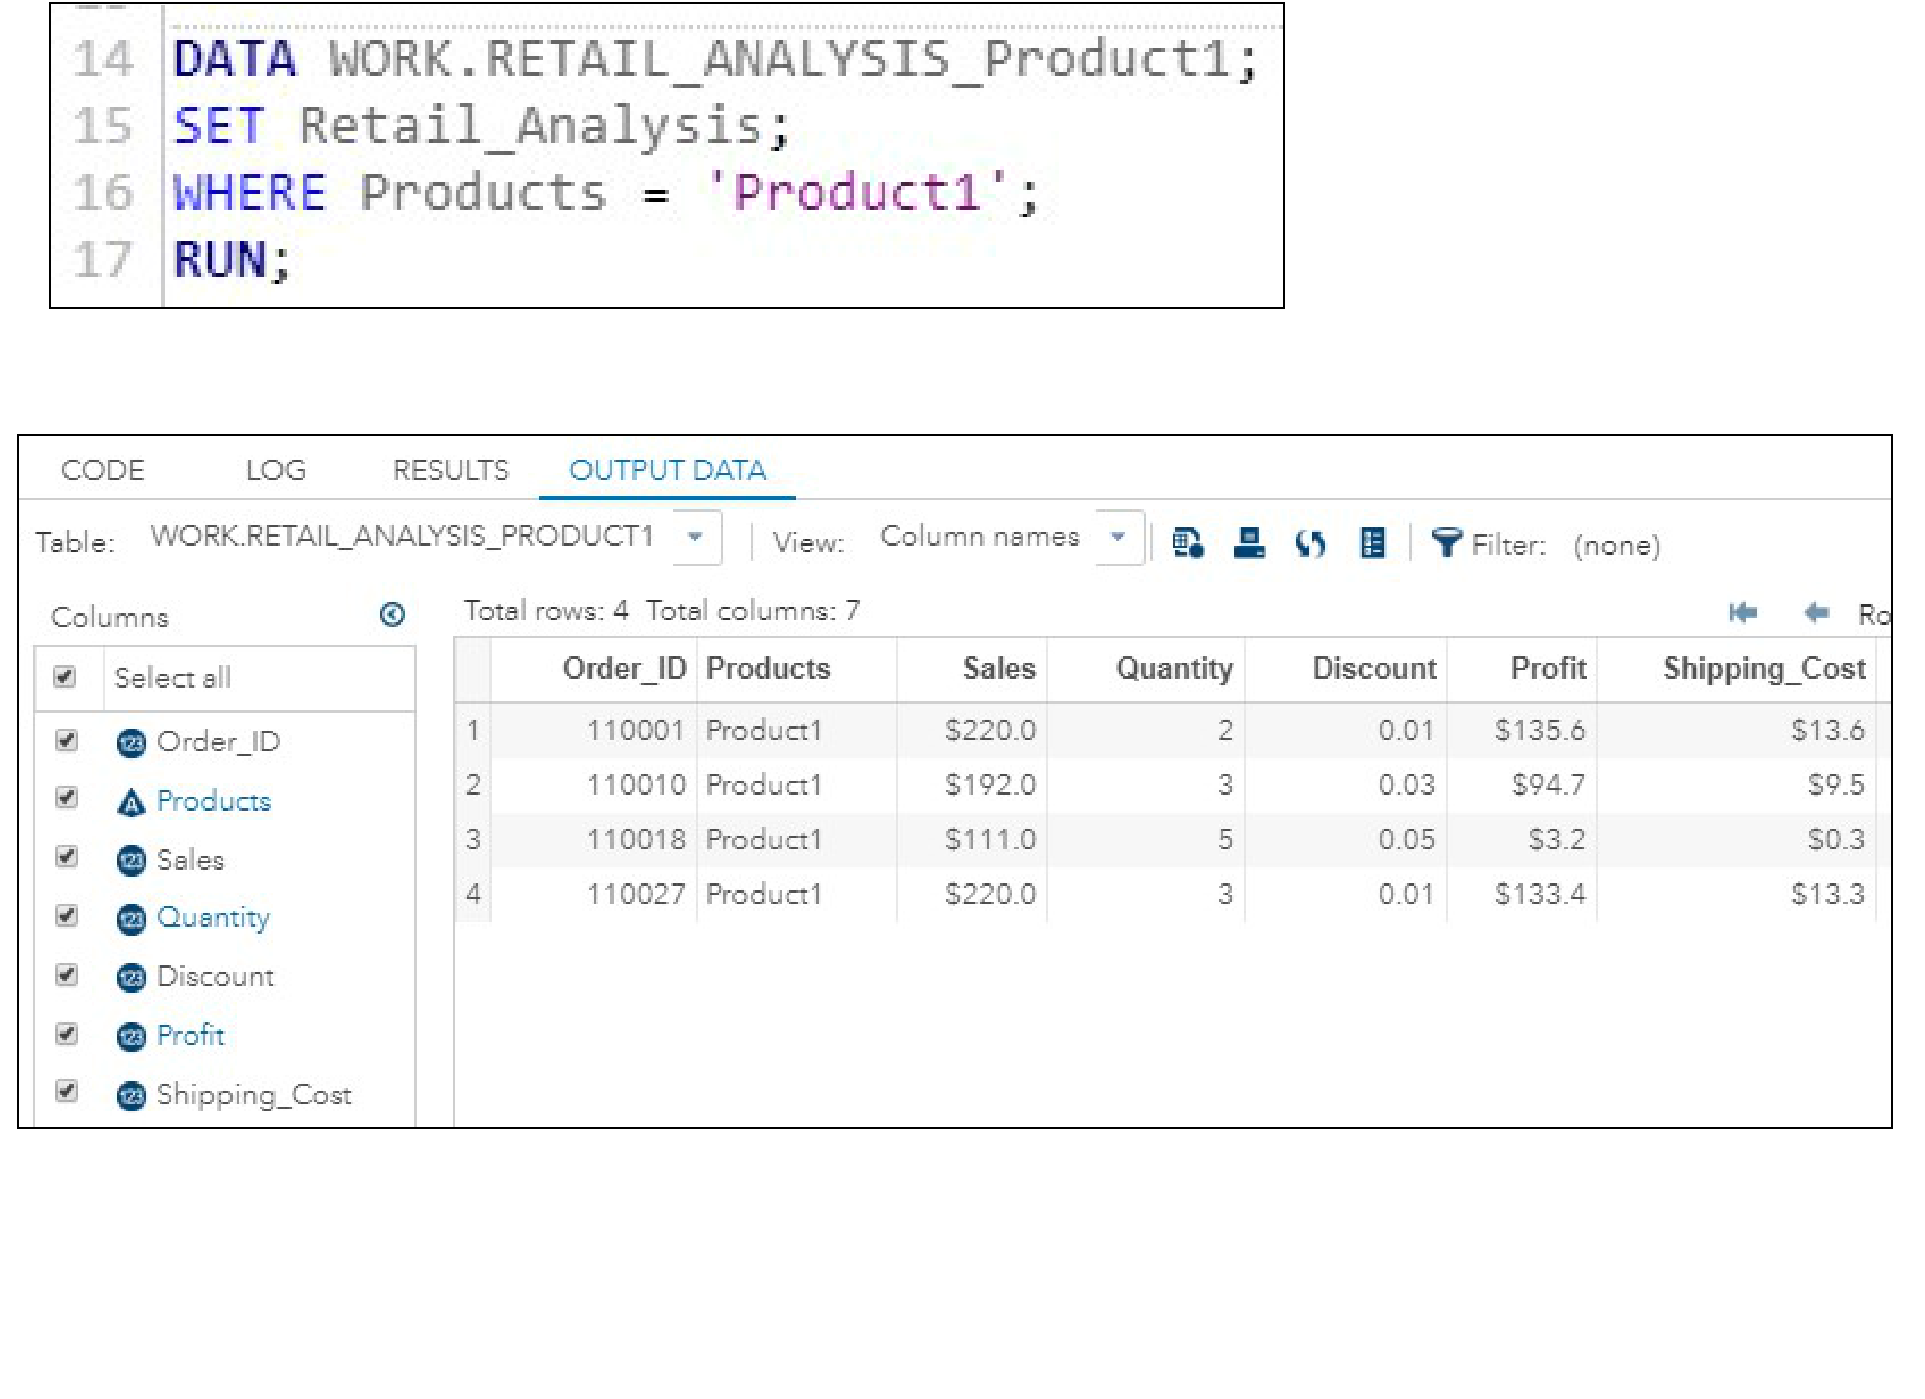 14 DATA WORK.RETAIL_ANALYSIS_Product1;
15 SET Retail_Analysis;
16 WHERE Products = 'Product1';
17 RUN;
CODE LOG RESULTS OUTPUT DATA
Table: WORK.RETAIL_ANALYSIS_PRODUCT1 View: Column names Filter: (none)
Columns
Total rows: 4 Total columns: 7
Select all
Order_ID
Products
Sales
Quantity
Discount
Profit
Shipping_Cost
Order_ID Products Sales Quantity Discount Profit Shipping_Cost
1 110001 Product1 $220.0 2 0.01 $135.6 $13.6
2 110010 Product1 $192.0 3 0.03 $94.7 $9.5
3 110018 Product1 $111.0 5 0.05 $3.2 $0.3
4 110027 Product1 $220.0 3 0.01 $133.4 $13.3